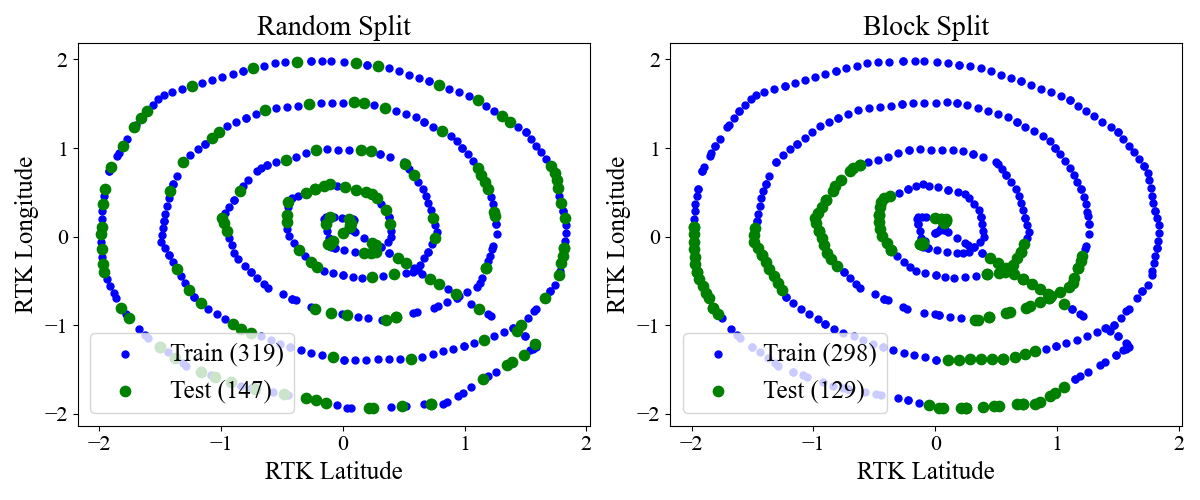 Random Split
2
1
0
−1
−2
RTK Longitude
Train (319)
Test (147)
−2
−1
0
1
2
RTK Latitude
Block Split
2
1
0
−1
−2
RTK Longitude
Train (298)
Test (129)
−2
−1
0
1
2
RTK Latitude